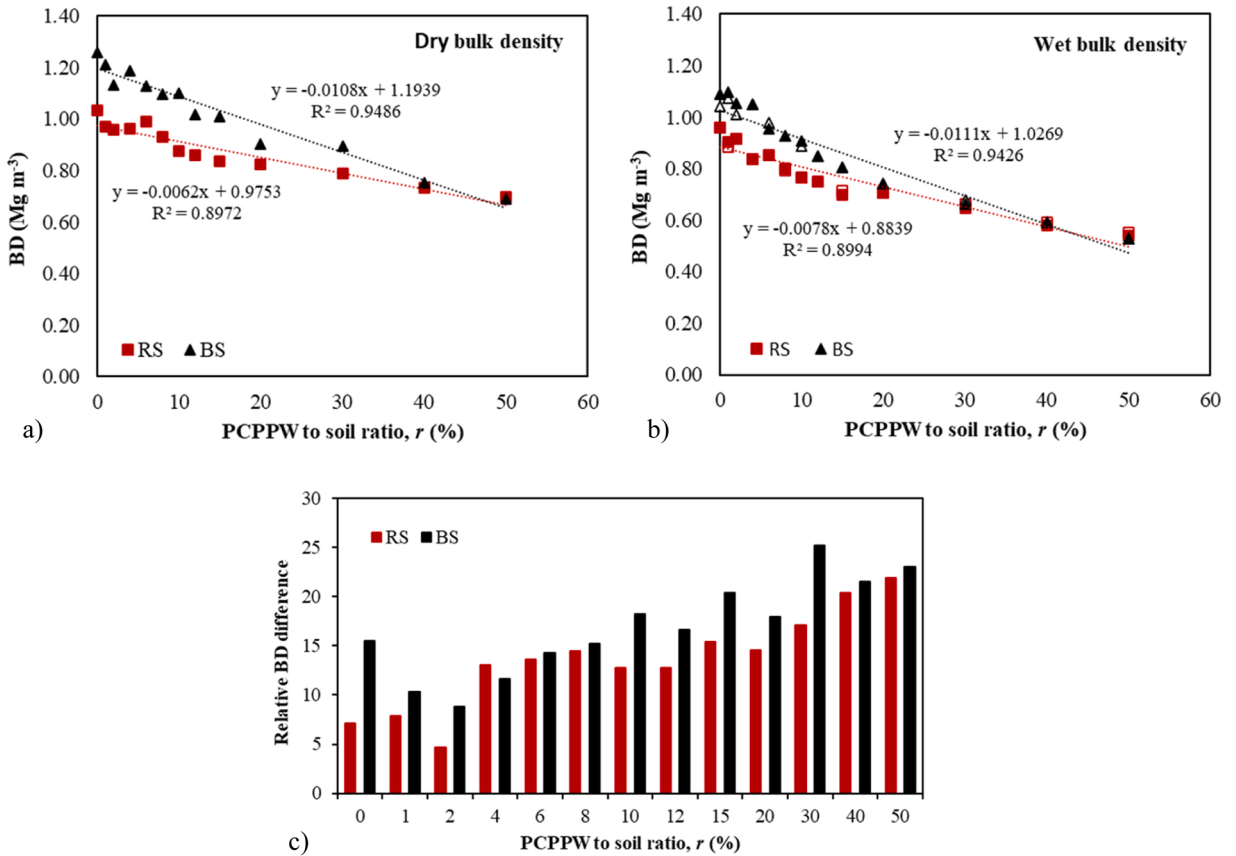 Dry bulk density
1.40
1.20
1.00
0.80
0.60
0.40
0.20
0.00
BD (Mg m⁻³)
y = -0.0108x + 1.1939
R² = 0.9486
y = -0.0062x + 0.9753
R² = 0.8972
RS BS
0 10 20 30 40 50 60
PCPPW to soil ratio, r (%)
a)
Wet bulk density
1.40
1.20
1.00
0.80
0.60
0.40
0.20
0.00
BD (Mg m⁻³)
y = -0.0111x + 1.0269
R² = 0.9426
y = -0.0078x + 0.8839
R² = 0.8994
RS BS
0 10 20 30 40 50 60
PCPPW to soil ratio, r (%)
b)
30
25
20
15
10
5
0
Relative BD difference
RS BS
0 1 2 4 6 8 10 12 15 20 30 40 50
PCPPW to soil ratio, r (%)
c)